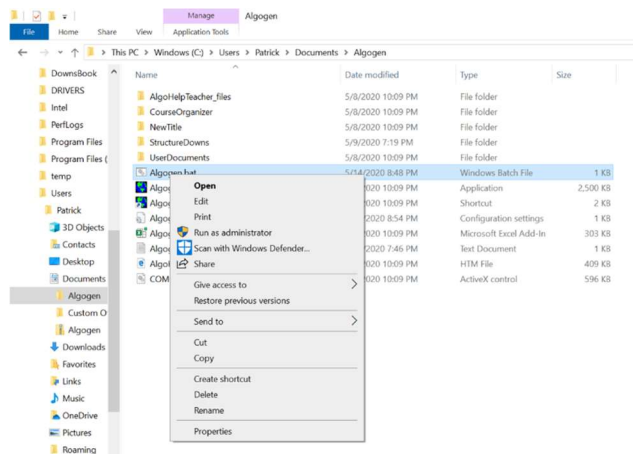 Manage Algogen
File Home Share View Application Tools
This PC > Windows (C:) > Users > Patrick > Documents > Algogen
Name Date modified Type Size
DownsBook
DRIVERS
Intel
PerfLogs
Program Files
Program Files (
temp
Users
Patrick
3D Objects
Contacts
Desktop
Documents
Algogen
Custom O
Algogen
Downloads
Favorites
Links
Music
OneDrive
Pictures
Roaming
AlgoHelpTeacher_files 5/8/2020 10:09 PM File folder
CourseOrganizer 5/8/2020 10:09 PM File folder
NewTitle 5/8/2020 10:09 PM File folder
StructureDowns 5/9/2020 7:19 PM File folder
UserDocuments 5/8/2020 10:09 PM File folder
Algogen.bat 5/14/2020 8:48 PM Windows Batch File 1 KB
Algo 2020 10:09 PM Application 2,500 KB
Algo 2020 10:09 PM Shortcut 2 KB
Algo 2020 8:54 PM Configuration settings 1 KB
Algo 2020 10:09 PM Microsoft Excel Add-In 303 KB
Algo 2020 7:46 PM Text Document 1 KB
Algo 2020 10:09 PM HTM File 409 KB
COM 2020 10:09 PM ActiveX control 596 KB
Open
Edit
Print
Run as administrator
Scan with Windows Defender...
Share
Give access to
Restore previous versions
Send to
Cut
Copy
Create shortcut
Delete
Rename
Properties